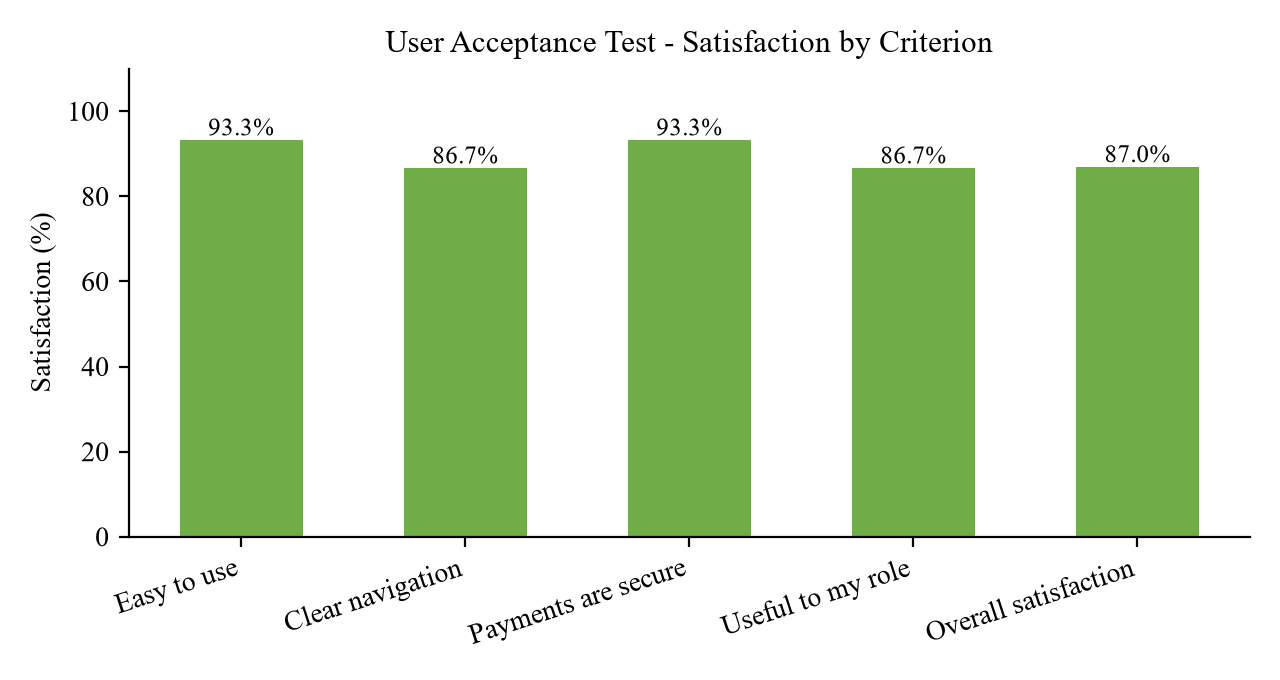 User Acceptance Test - Satisfaction by Criterion
Satisfaction (%)
100
80
60
40
20
0
93.3%
86.7%
93.3%
86.7%
87.0%
Easy to use
Clear navigation
Payments are secure
Useful to my role
Overall satisfaction